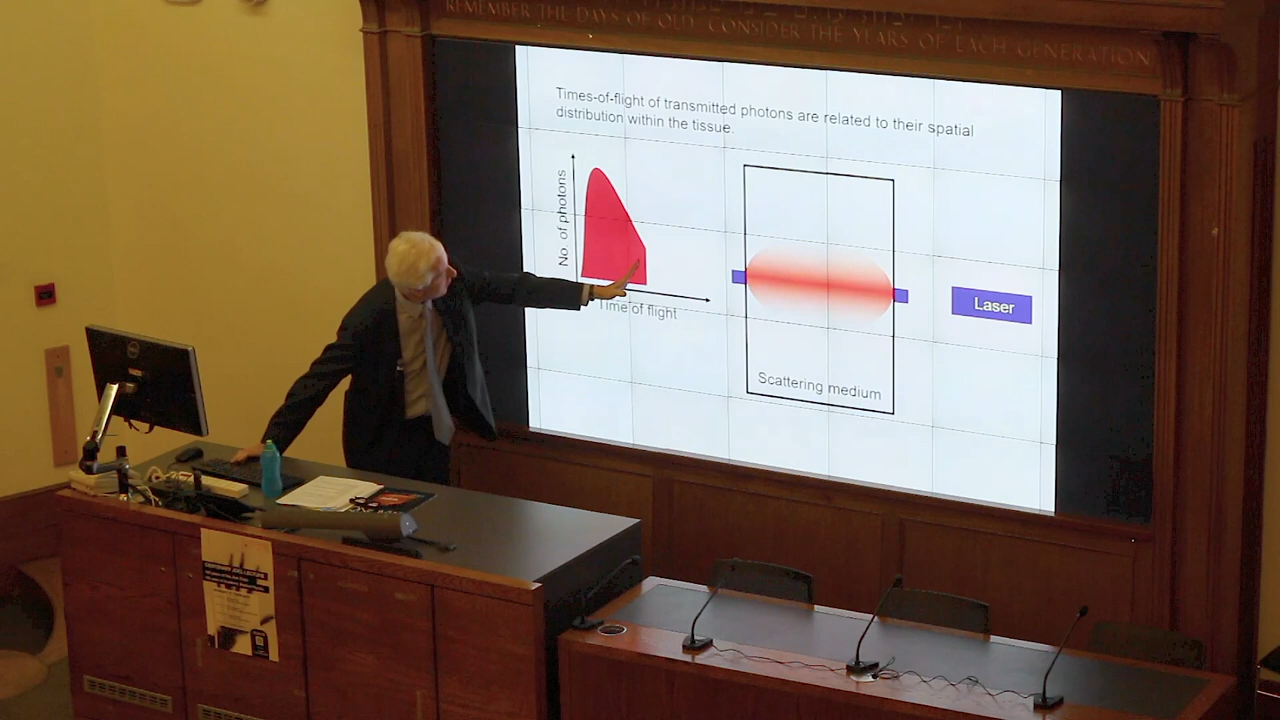 REMEMBER THE DAYS OF OLD CONSIDER THE YEARS OF EACH GENERATION
Times-of-flight of transmitted photons are related to their spatial
distribution within the tissue.
No. of photons
Time of flight
Laser
Scattering medium